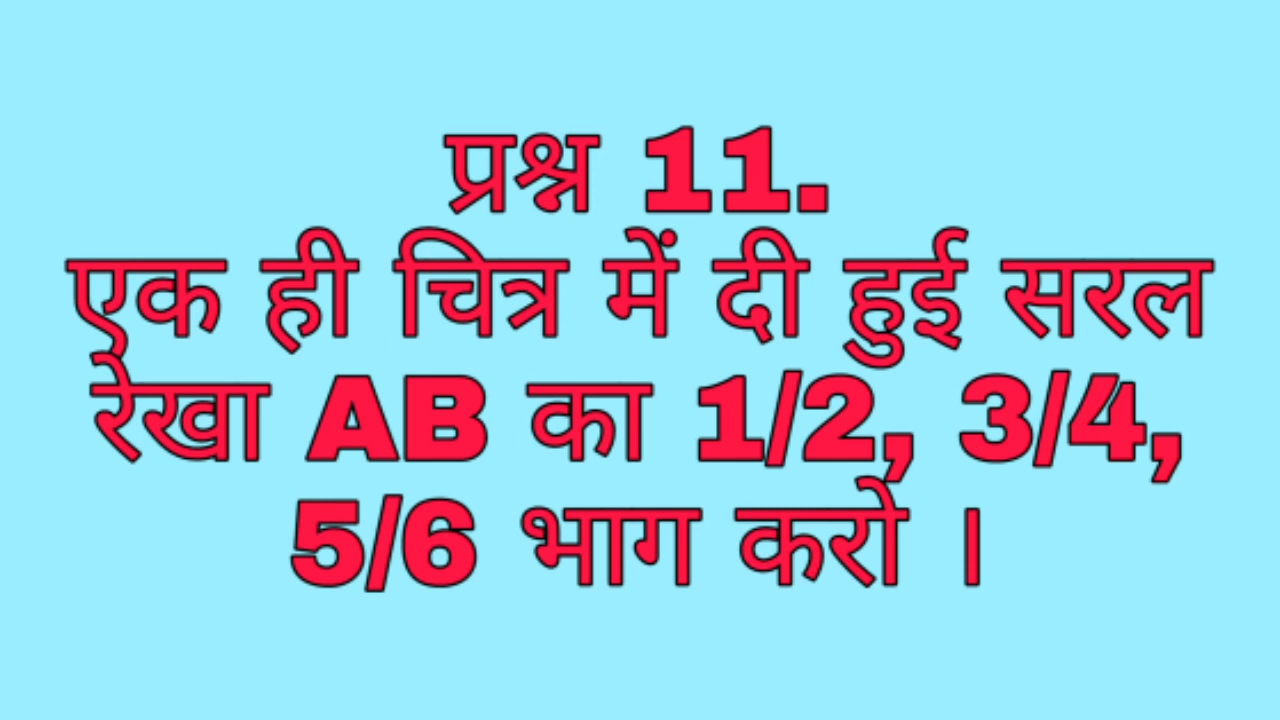 प्रश्न 11.
एक ही चित्र में दी हुई सरल
रेखा AB का 1/2, 3/4,
5/6 भाग करो ।